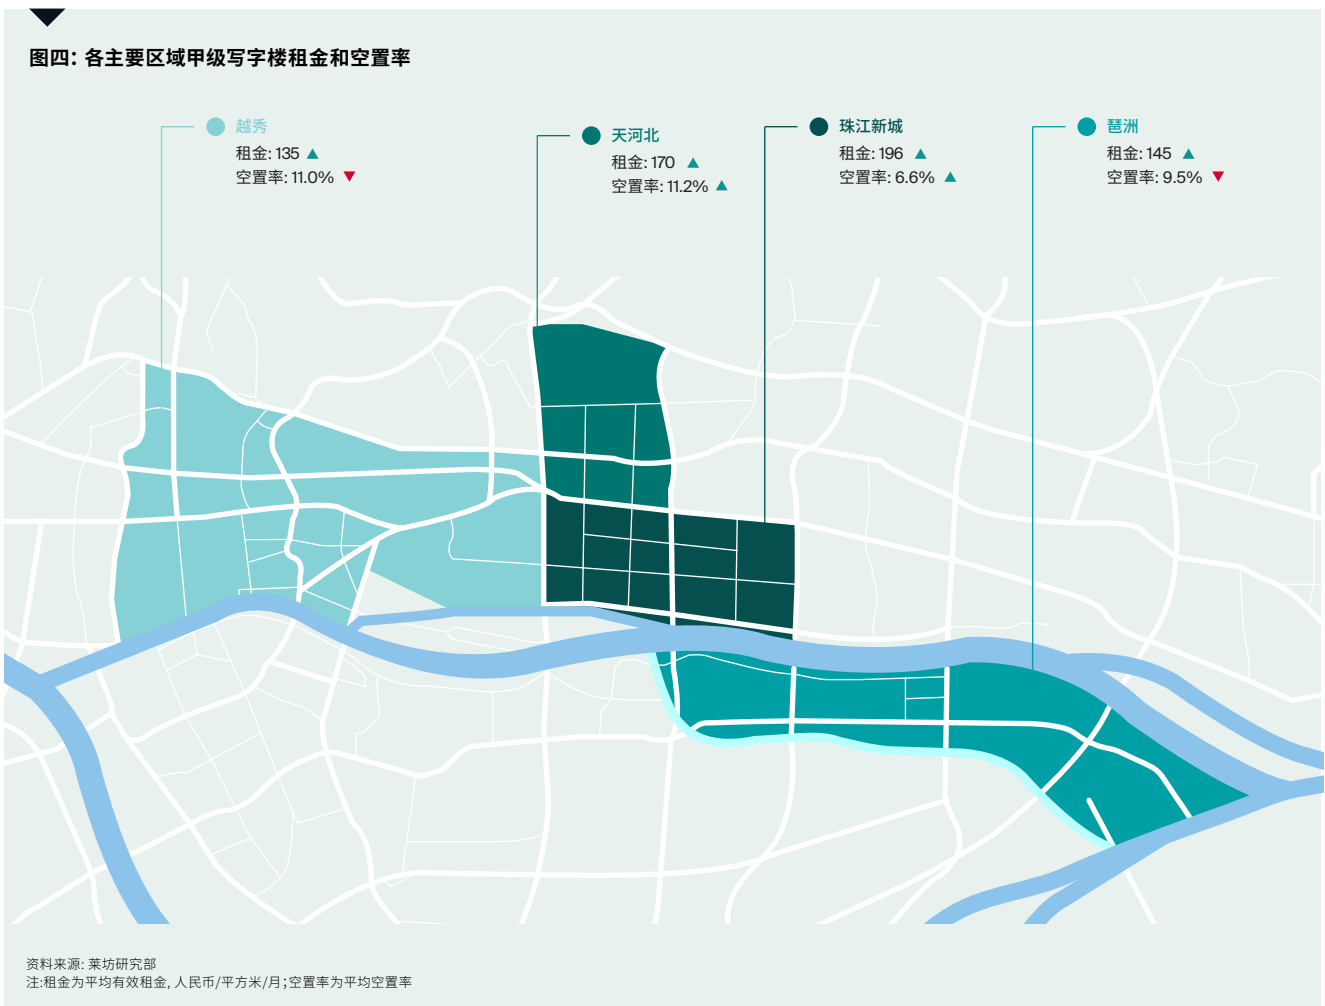 图四: 各主要区域甲级写字楼租金和空置率
越秀
租金: 135
空置率: 11.0%
天河北
租金: 170
空置率: 11.2%
珠江新城
租金: 196
空置率: 6.6%
琶洲
租金: 145
空置率: 9.5%
资料来源: 莱坊研究部
注:租金为平均有效租金, 人民币/平方米/月;空置率为平均空置率